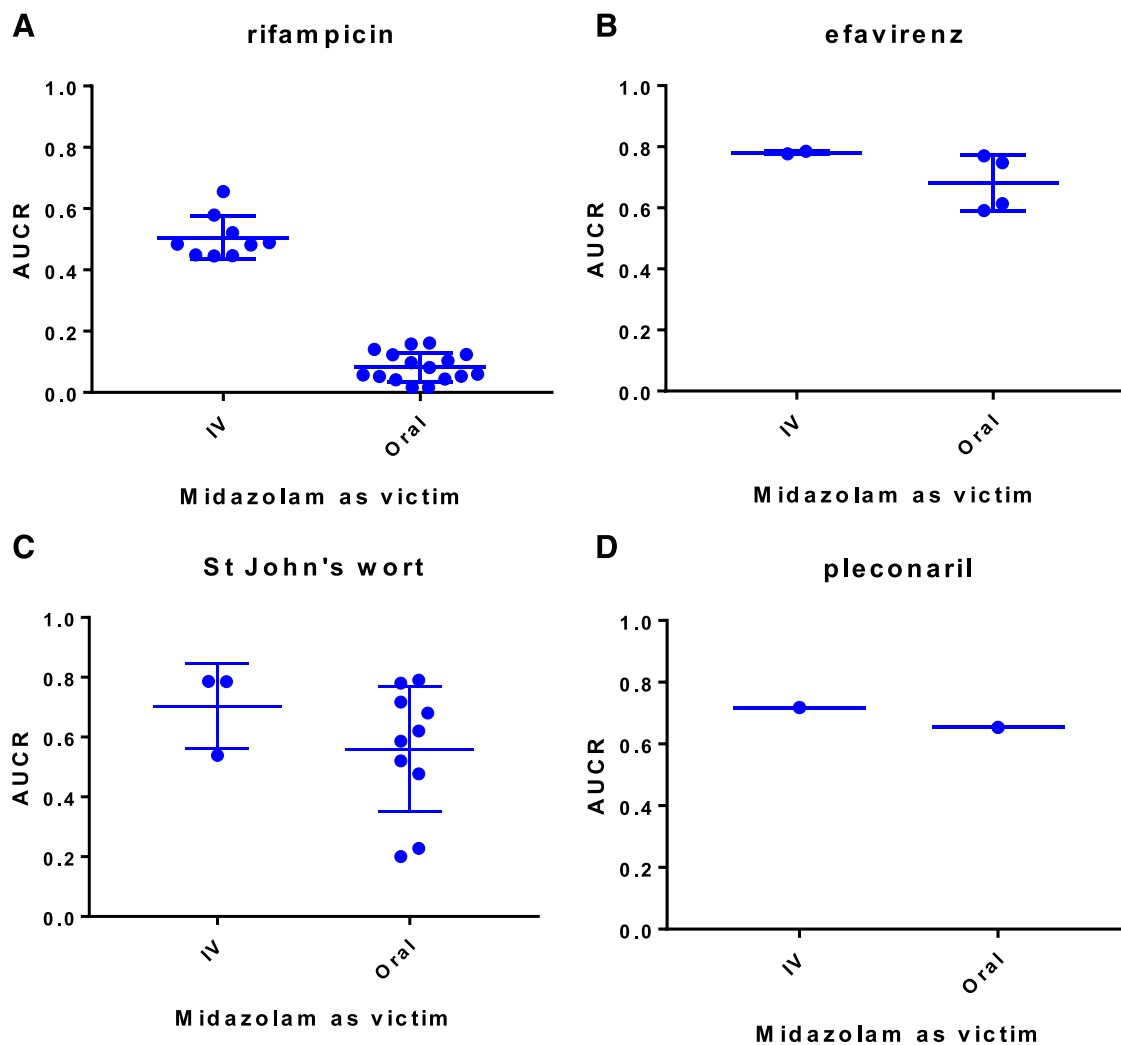 A
rifampicin
1.0
0.8
0.6
0.4
0.2
0.0
AUCR
IV
Oral
Midazolam as victim
B
efavirenz
1.0
0.8
0.6
0.4
0.2
0.0
AUCR
IV
Oral
Midazolam as victim
C
St John's wort
1.0
0.8
0.6
0.4
0.2
0.0
AUCR
IV
Oral
Midazolam as victim
D
pleconaril
1.0
0.8
0.6
0.4
0.2
0.0
AUCR
IV
Oral
Midazolam as victim